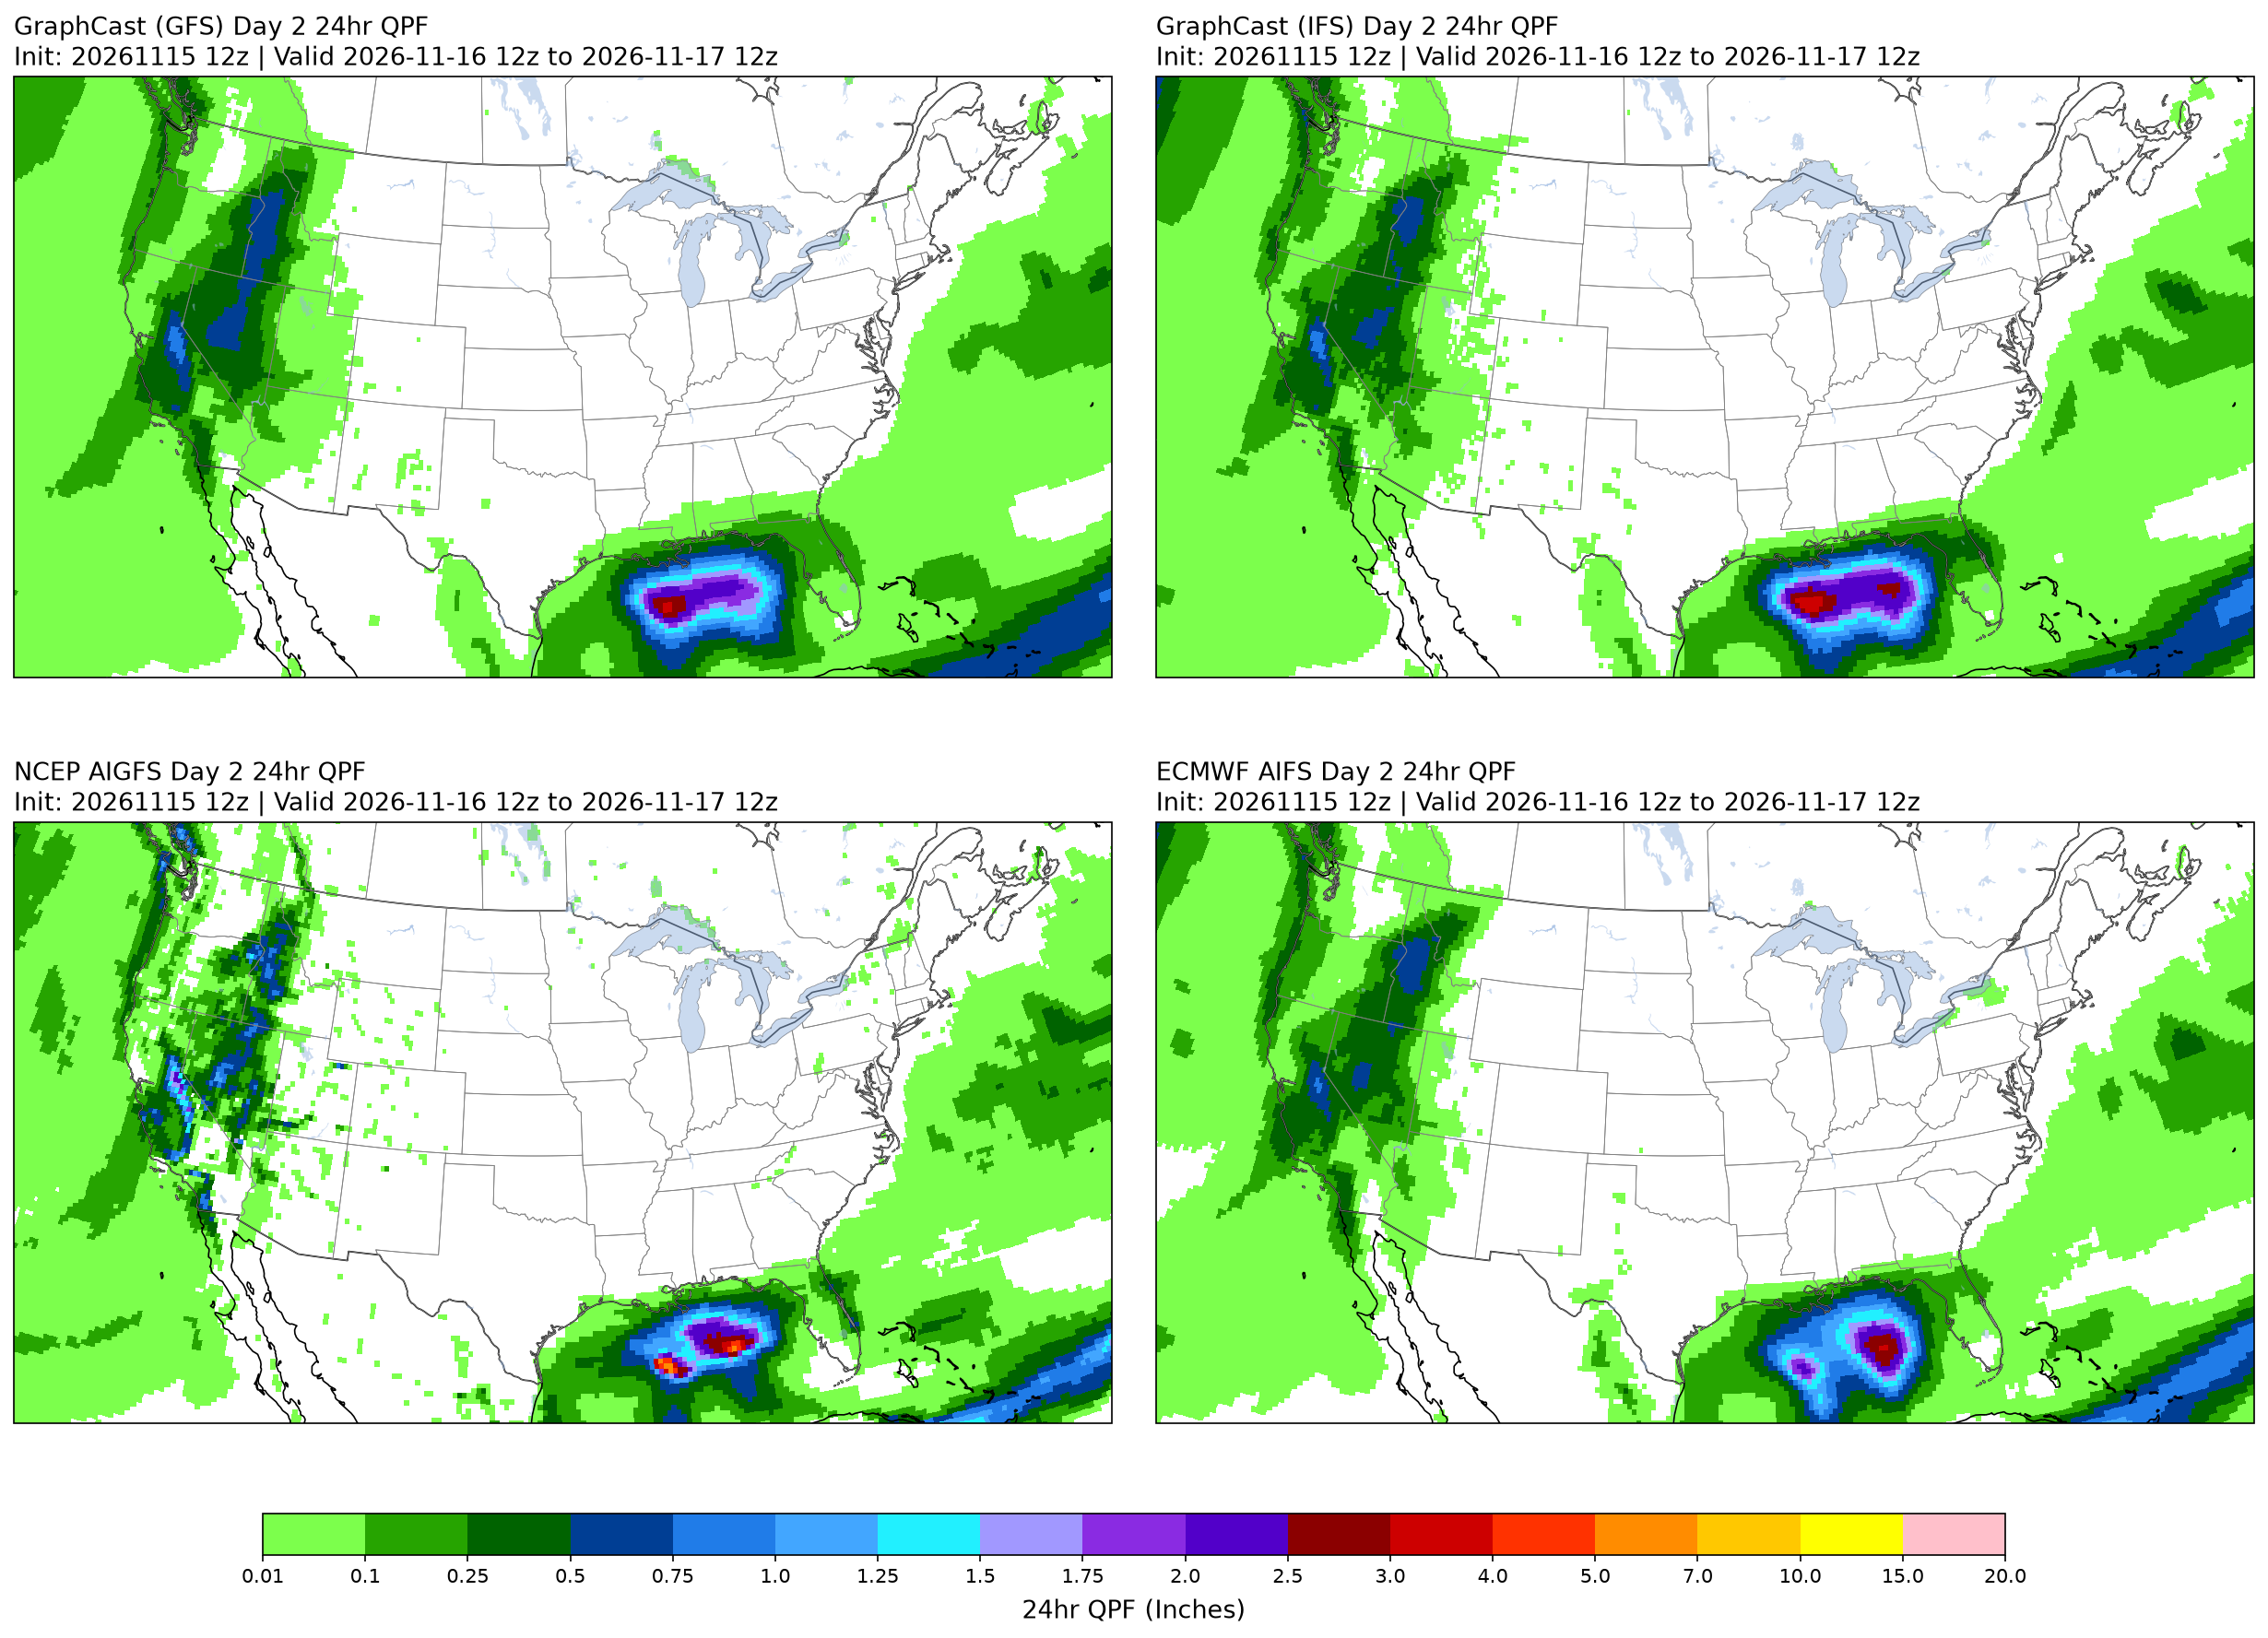 GraphCast (GFS) Day 2 24hr QPF
Init: 20261115 12z | Valid 2026-11-16 12z to 2026-11-17 12z
GraphCast (IFS) Day 2 24hr QPF
Init: 20261115 12z | Valid 2026-11-16 12z to 2026-11-17 12z
NCEP AIGFS Day 2 24hr QPF
Init: 20261115 12z | Valid 2026-11-16 12z to 2026-11-17 12z
ECMWF AIFS Day 2 24hr QPF
Init: 20261115 12z | Valid 2026-11-16 12z to 2026-11-17 12z
0.01 0.1 0.25 0.5 0.75 1.0 1.25 1.5 1.75 2.0 2.5 3.0 4.0 5.0 7.0 10.0 15.0 20.0
24hr QPF (Inches)